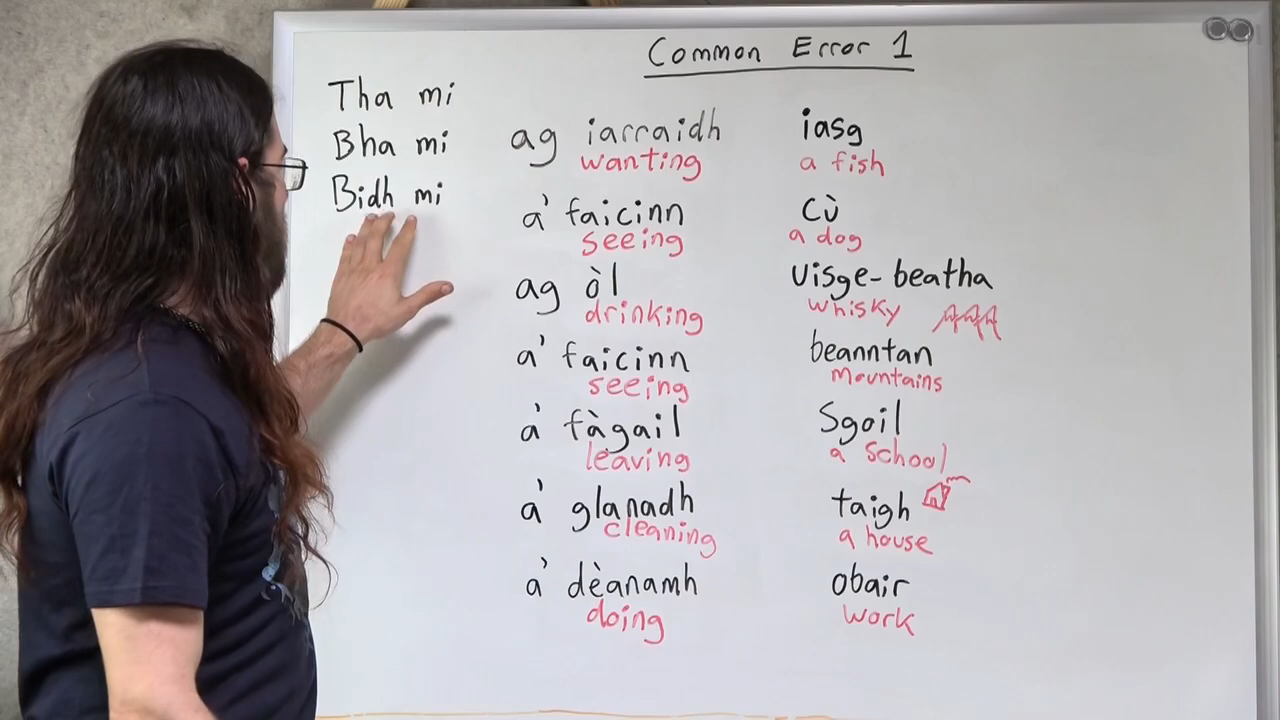 Common Error 1
Tha mi
Bha mi
Bidh mi
ag iarraidh iasg
wanting a fish
a' faicinn cù
seeing a dog
ag òl uisge-beatha
drinking whisky
a' faicinn beanntan
seeing mountains
a' fàgail sgoil
leaving a school
a' glanadh taigh
cleaning a house
a' dèanamh obair
doing work